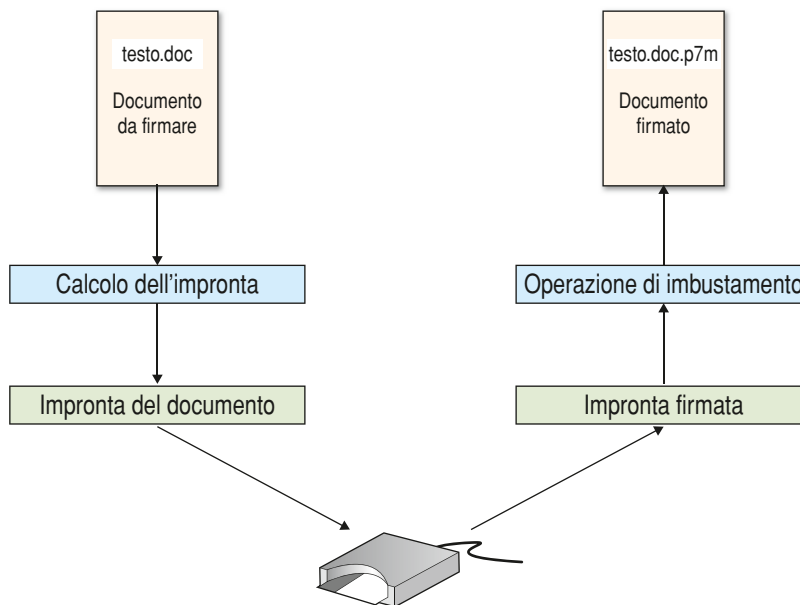 testo.doc
Documento
da firmare
Calcolo dell'impronta
Impronta del documento
testo.doc.p7m
Documento
firmato
Operazione di imbustamento
Impronta firmata